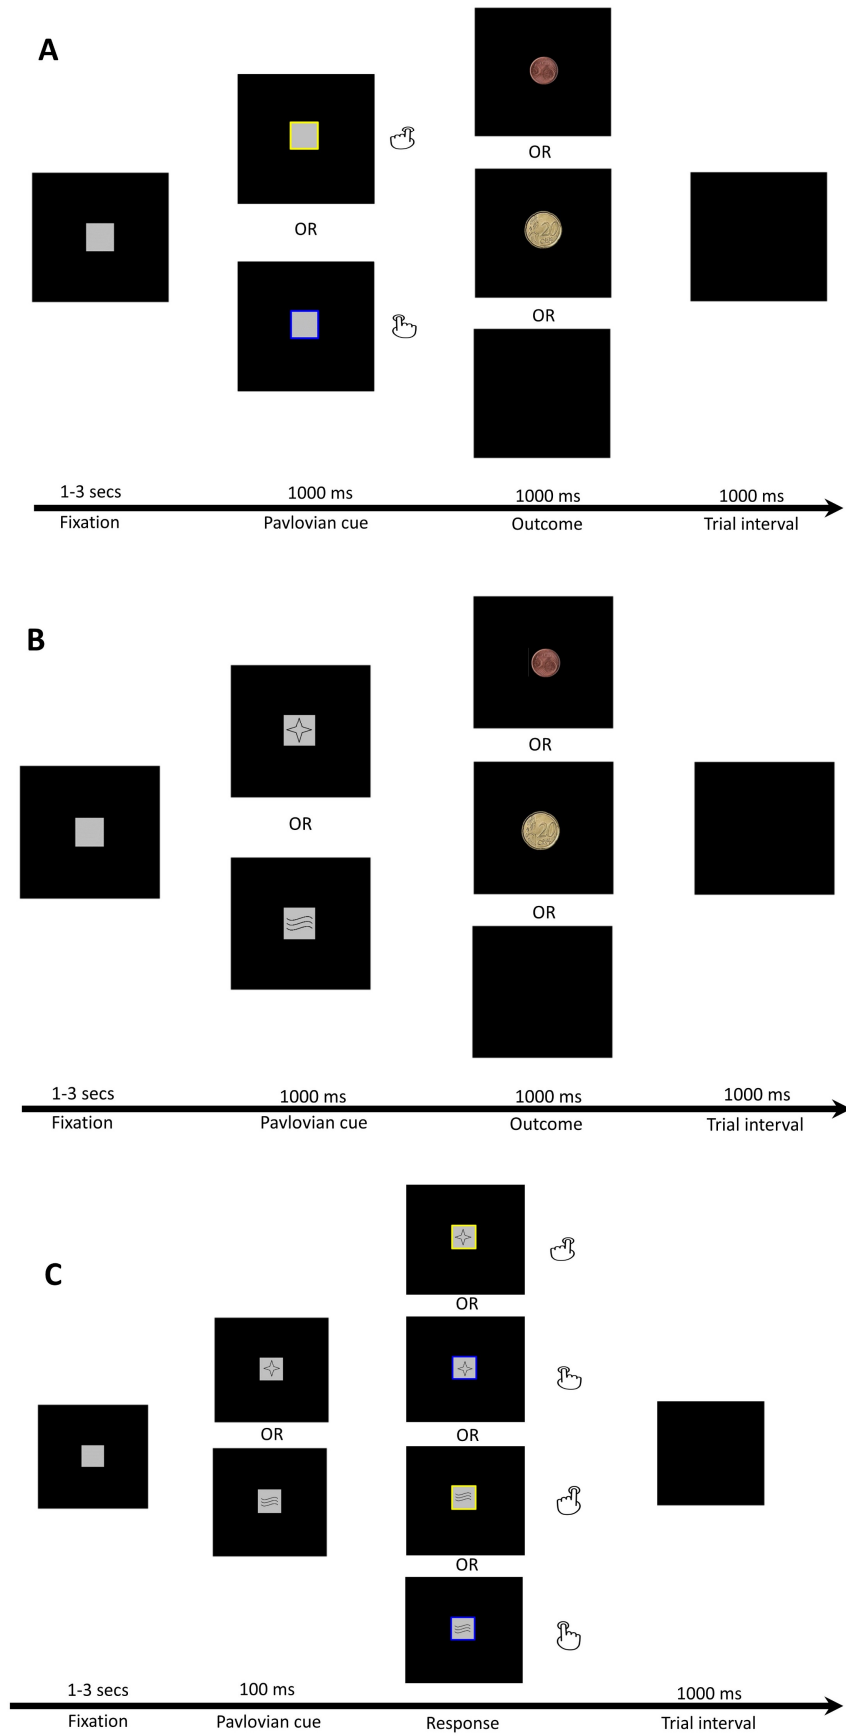 A
OR
OR
OR
20
1-3 secs
1000 ms
1000 ms
1000 ms
Fixation
Pavlovian cue
Outcome
Trial interval
B
OR
OR
20
OR
1-3 secs
1000 ms
1000 ms
1000 ms
Fixation
Pavlovian cue
Outcome
Trial interval
C
OR
OR
OR
OR
1-3 secs
100 ms
1000 ms
Fixation
Pavlovian cue
Response
Trial interval